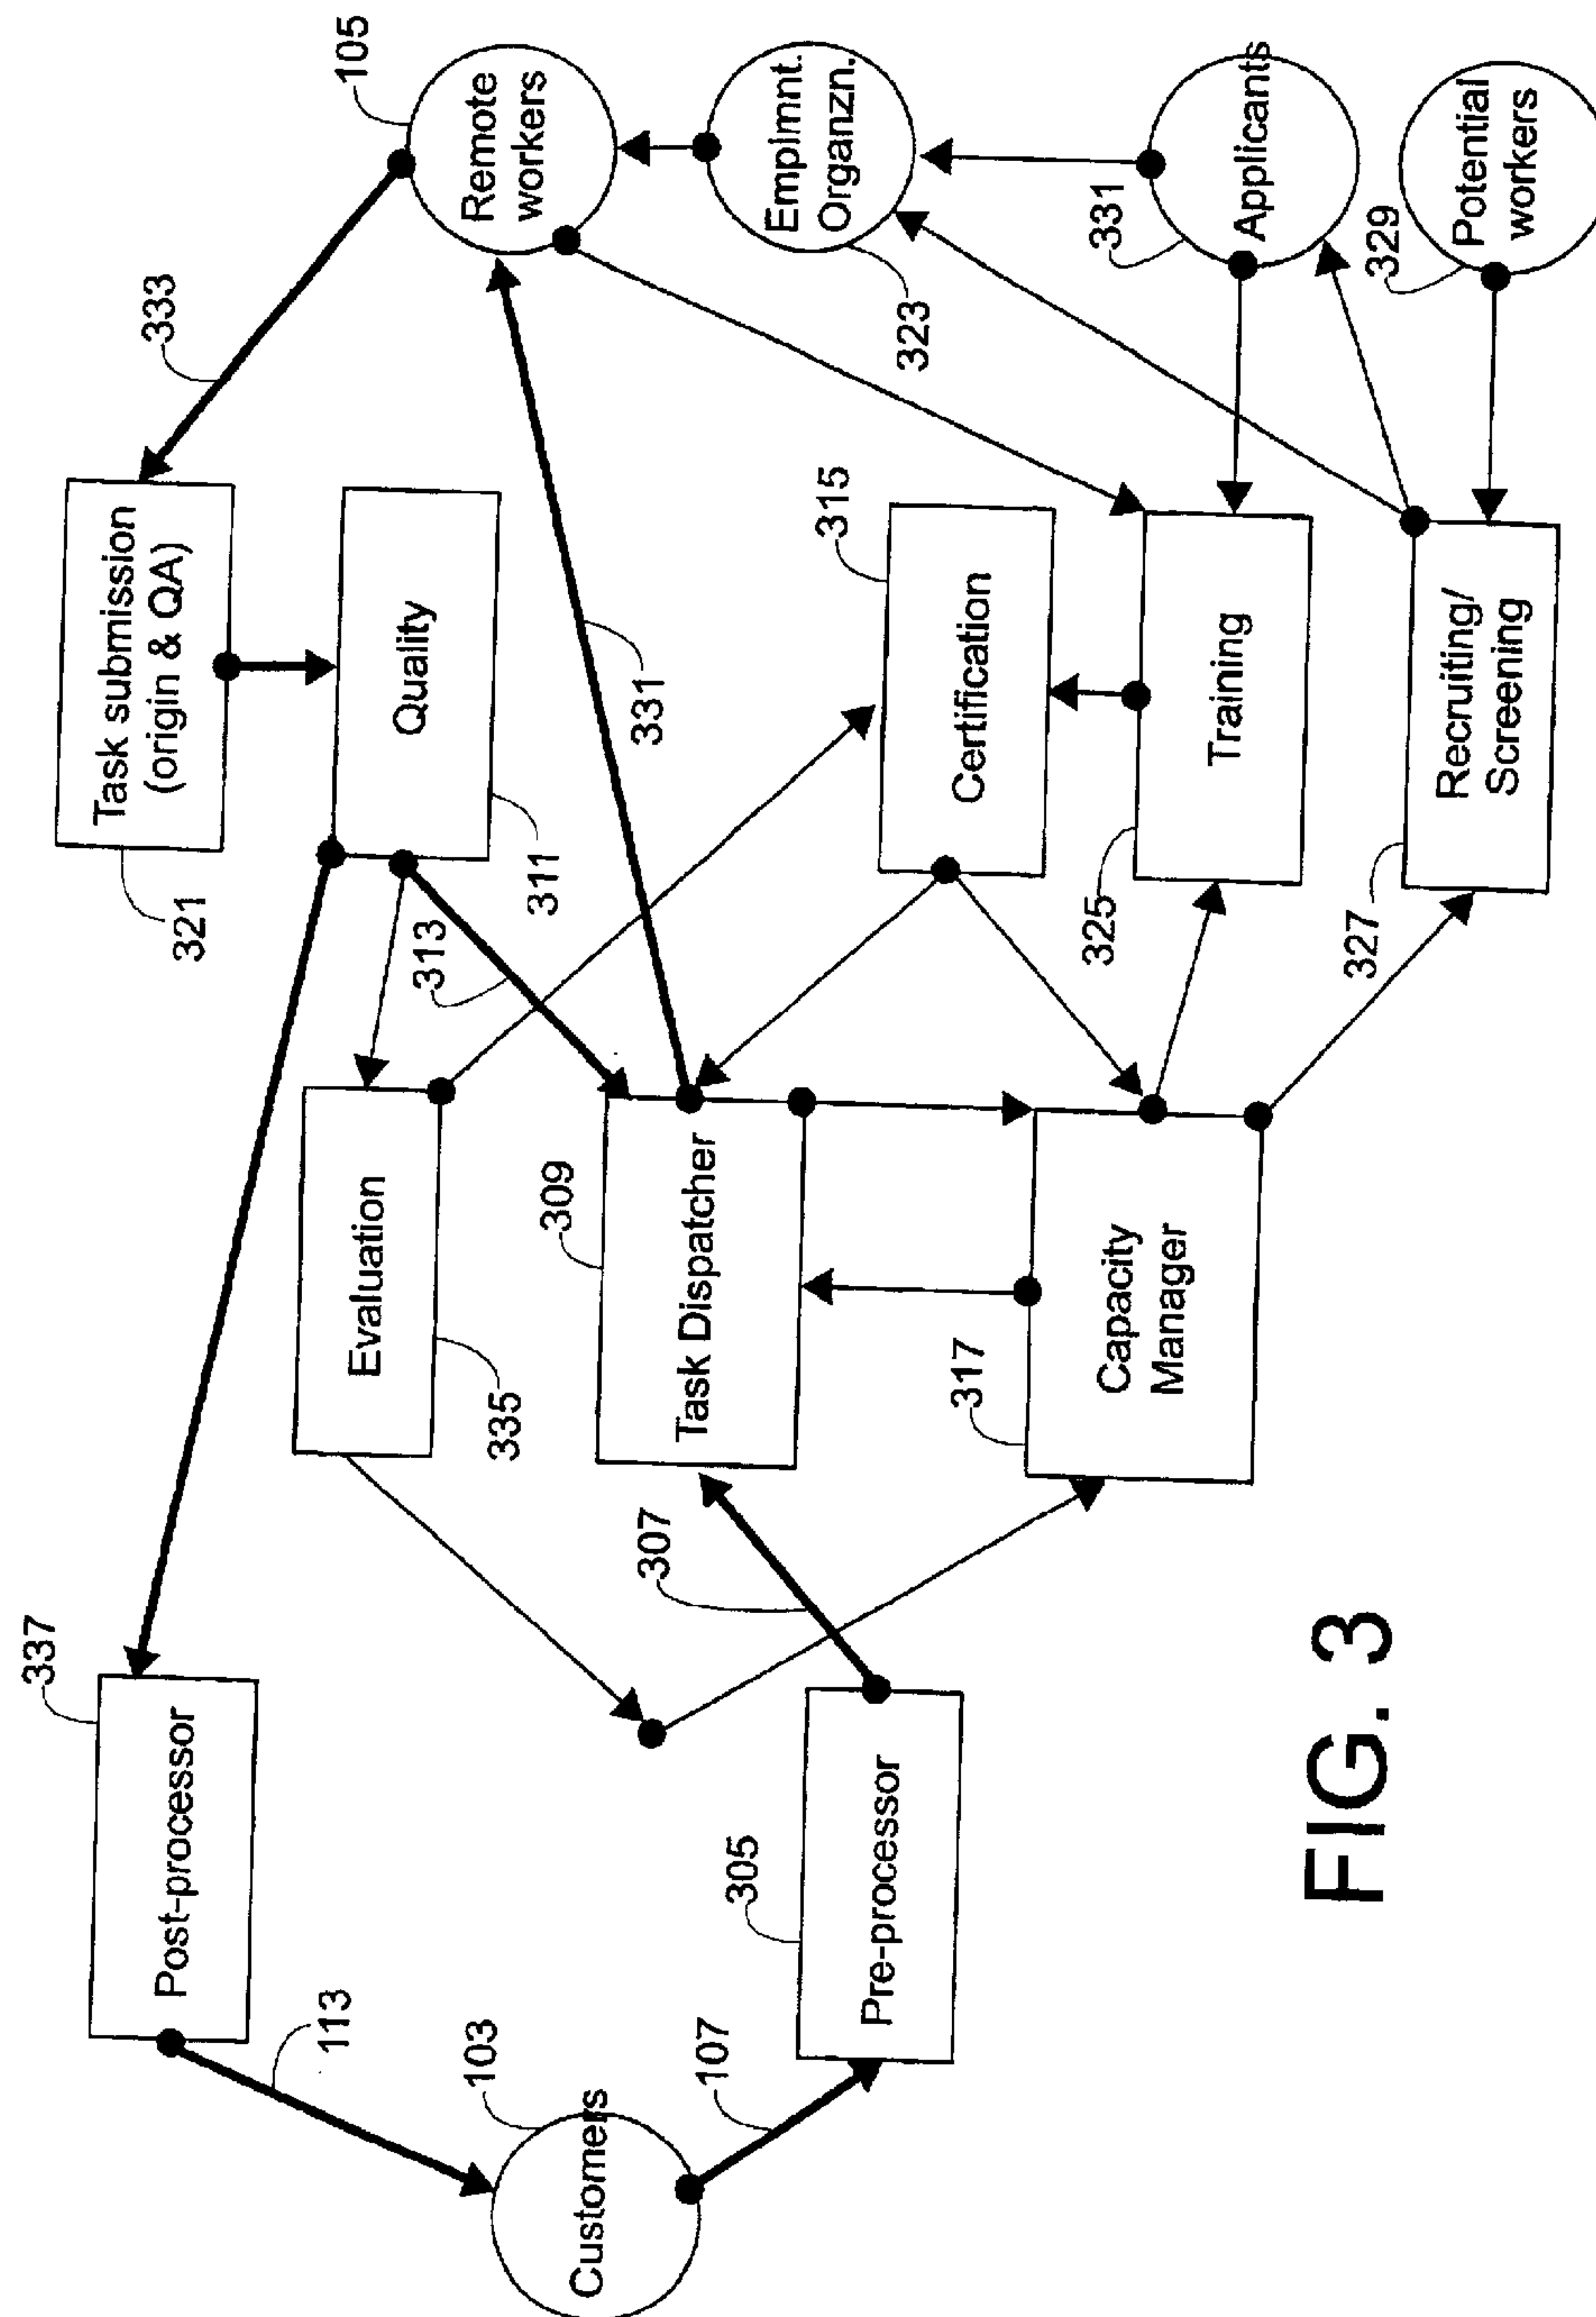 337
Post-processor
113
103
Customers
107
305
Pre-processor
307
335
Evaluation
309
Task Dispatcher
317
Capacity
Manager
321
Task submission
(origin & QA)
311
Quality
313
331
315
Certification
325
Training
327
Recruiting/
Screening
333
105
Remote
workers
323
Emplmnt.
Organzn.
331
Applicants
329
Potential
workers
FIG. 3